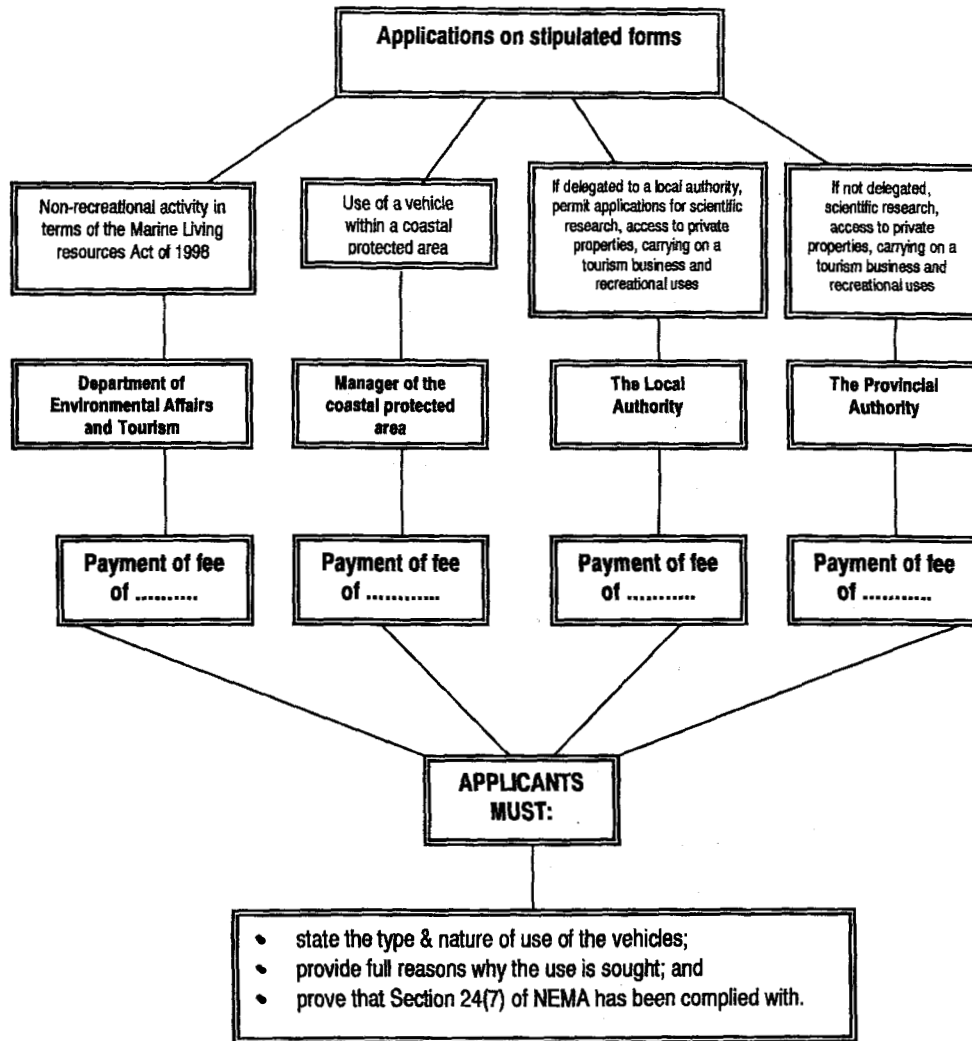 Applications on stipulated forms
Non-recreational activity in
terms of the Marine Living
resources Act of 1998
Use of a vehicle
within a coastal
protected area
If delegated to a local authority,
permit applications for scientific
research, access to private
properties, carrying on a
tourism business and
recreational uses
If not delegated,
scientific research,
access to private
properties, carrying on a
tourism business and
recreational uses
Department of
Environmental Affairs
and Tourism
Manager of the
coastal protected
area
The Local
Authority
The Provincial
Authority
Payment of fee
of ..........
Payment of fee
of ............
Payment of fee
of ...........
Payment of fee
of ...........
APPLICANTS
MUST:
• state the type & nature of use of the vehicles;
• provide full reasons why the use is sought; and
• prove that Section 24(7) of NEMA has been complied with.